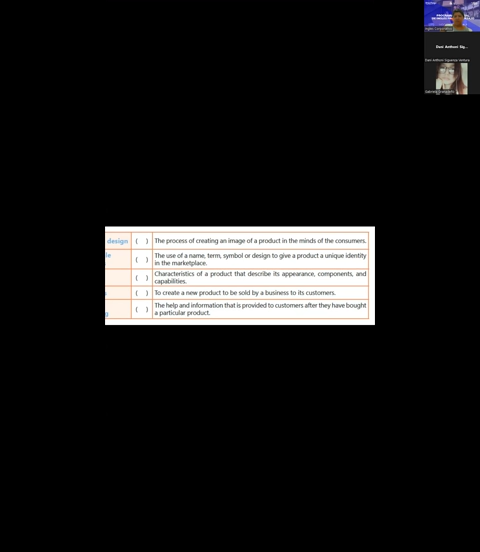 design ( ) The process of creating an image of a product in the minds of the consumers.
( ) The use of a name, term, symbol or design to give a product a unique identity
in the marketplace.
( ) Characteristics of a product that describe its appearance, components, and
capabilities.
( ) To create a new product to be sold by a business to its customers.
( ) The help and information that is provided to customers after they have bought
a particular product.
Dani Anthoni Sig...